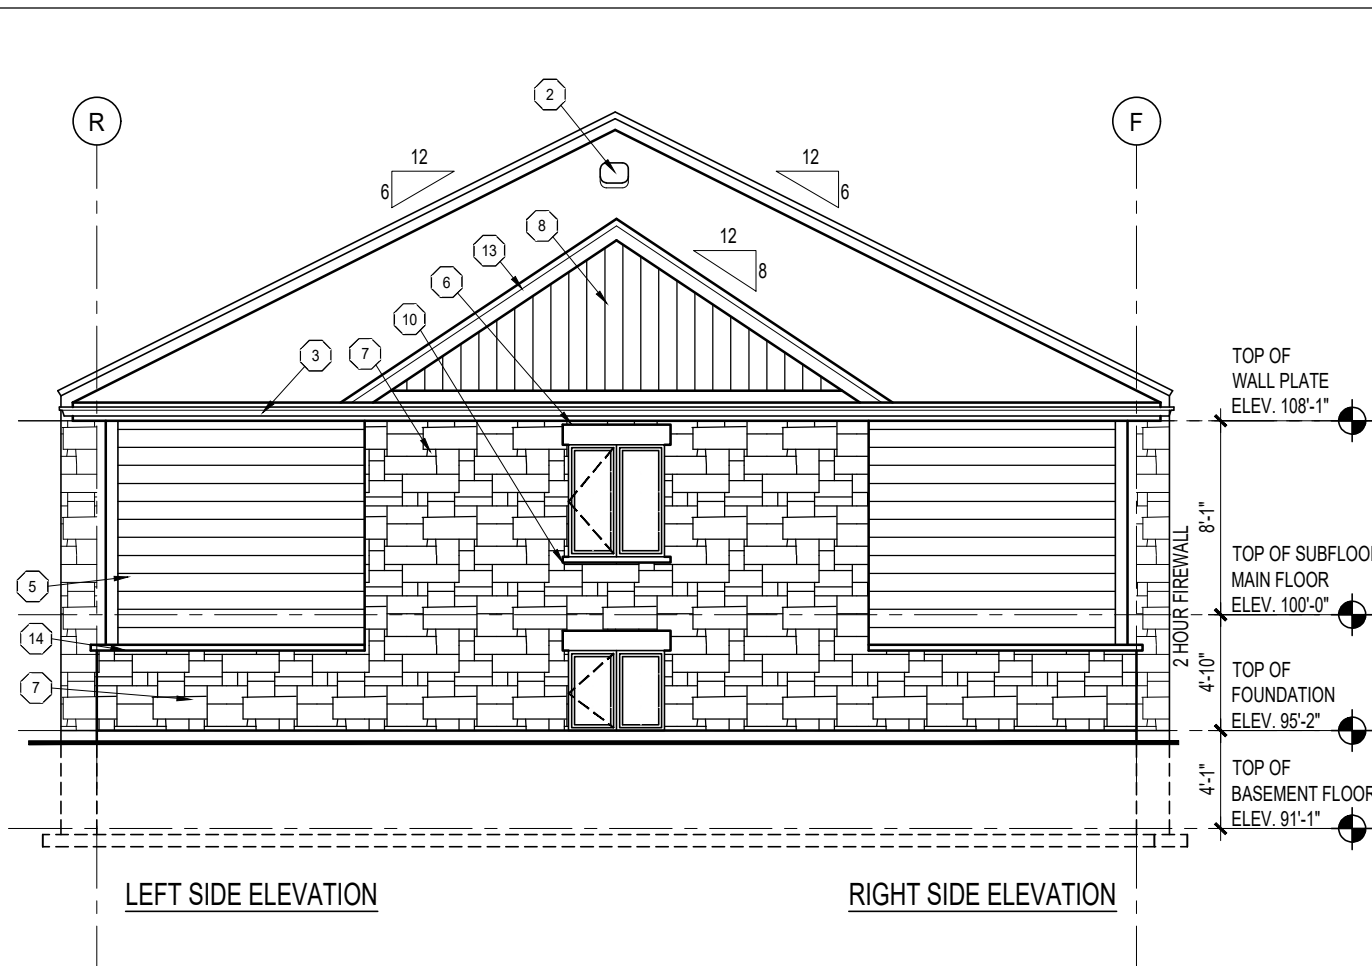 2
R
F
12
12
6
6
8
12
13
8
6
10
3
7
TOP OF
WALL PLATE
ELEV. 108'-1"
8'-1"
2 HOUR FIREWALL
TOP OF SUBFLOOR
MAIN FLOOR
ELEV. 100'-0"
5
14
7
4'-10"
TOP OF
FOUNDATION
ELEV. 95'-2"
4'-1"
TOP OF
BASEMENT FLOOR
ELEV. 91'-1"
LEFT SIDE ELEVATION
RIGHT SIDE ELEVATION